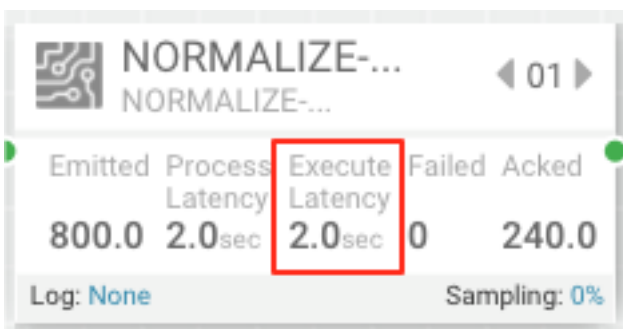 NORMALIZE-...
NORMALIZE-...
01
Emitted Process Execute Failed Acked
Latency Latency
800.0 2.0sec 2.0sec 0 240.0
Log: None Sampling: 0%